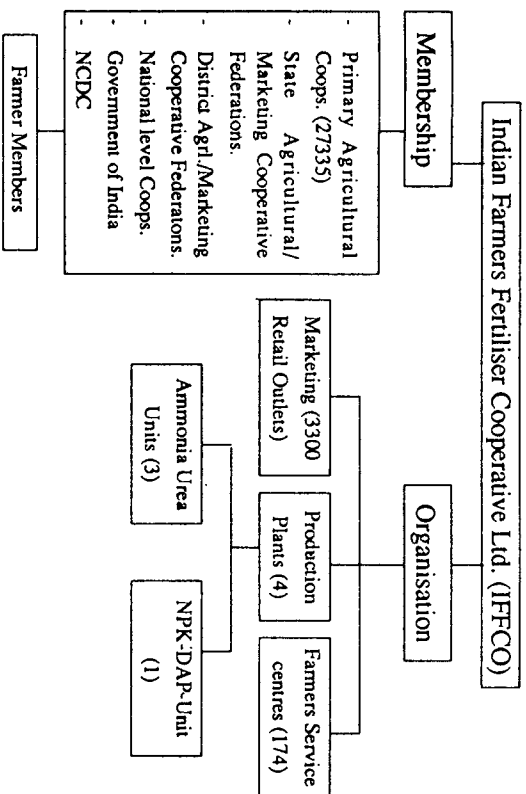 Indian Farmers Fertiliser Cooperative Ltd. (IFFCO)
Membership
- Primary Agricultural
Coops. (27335)
- State Agricultural/
Marketing Cooperative
Federations.
- District Agrl./Marketing
Cooperative Federatons.
- National level Coops.
- Government of India
- NCDC
Farmer Members
Organisation
Marketing (3300
Retail Outlets)
Production
Plants (4)
Farmers Service
centres (174)
Ammonia Urea
Units (3)
NPK-DAP-Unit
(1)